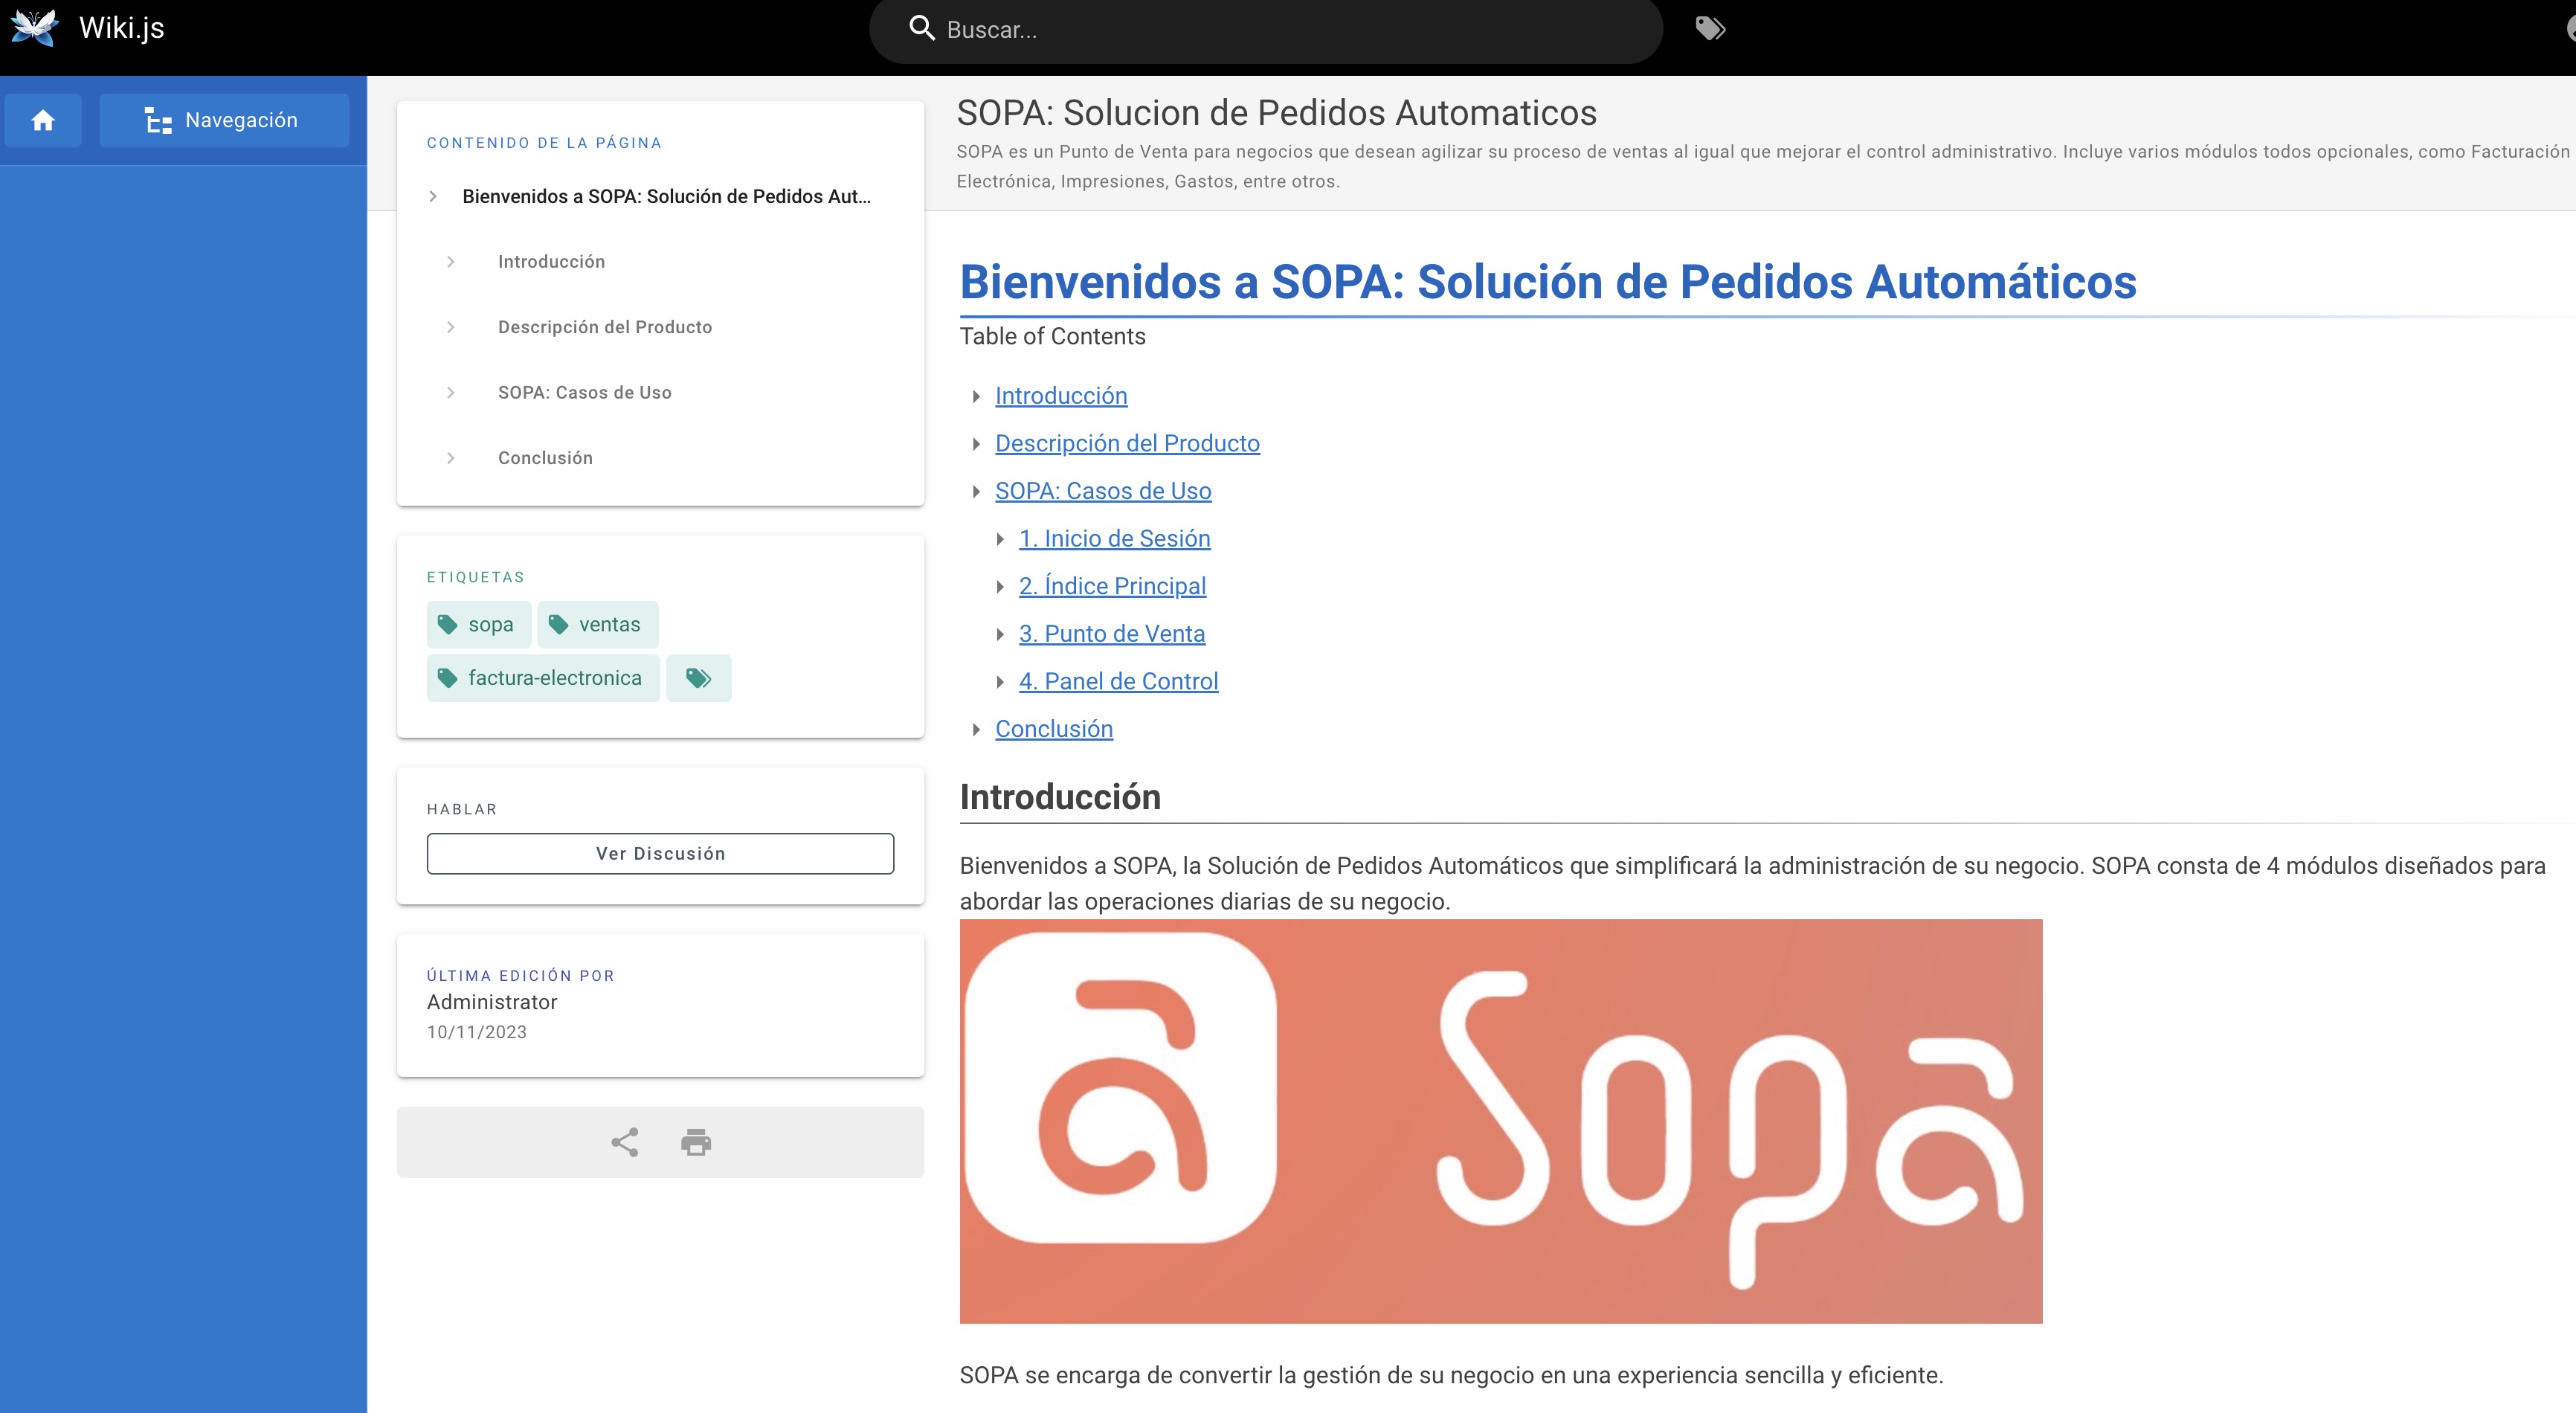 Wiki.js
Buscar...
Navegación
CONTENIDO DE LA PÁGINA
Bienvenidos a SOPA: Solución de Pedidos Aut...
Introducción
Descripción del Producto
SOPA: Casos de Uso
Conclusión
ETIQUETAS
sopa ventas
factura-electronica
HABLAR
Ver Discusión
ÚLTIMA EDICIÓN POR
Administrator
10/11/2023
SOPA: Solucion de Pedidos Automaticos
SOPA es un Punto de Venta para negocios que desean agilizar su proceso de ventas al igual que mejorar el control administrativo. Incluye varios módulos todos opcionales, como Facturación
Electrónica, Impresiones, Gastos, entre otros.
Bienvenidos a SOPA: Solución de Pedidos Automáticos
Table of Contents
Introducción
Descripción del Producto
SOPA: Casos de Uso
1. Inicio de Sesión
2. Índice Principal
3. Punto de Venta
4. Panel de Control
Conclusión
Introducción
Bienvenidos a SOPA, la Solución de Pedidos Automáticos que simplificará la administración de su negocio. SOPA consta de 4 módulos diseñados para
abordar las operaciones diarias de su negocio.
a Sopa
SOPA se encarga de convertir la gestión de su negocio en una experiencia sencilla y eficiente.